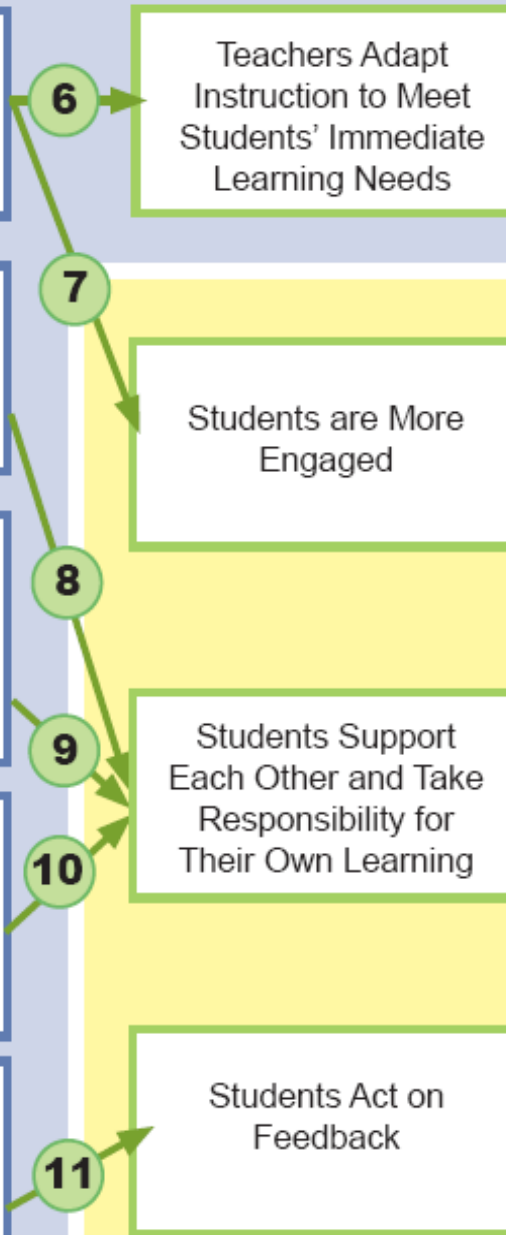 6
Teachers Adapt
Instruction to Meet
Students' Immediate
Learning Needs
7
Students are More
Engaged
8
Students Support
Each Other and Take
Responsibility for
Their Own Learning
9
10
Students Act on
Feedback
11